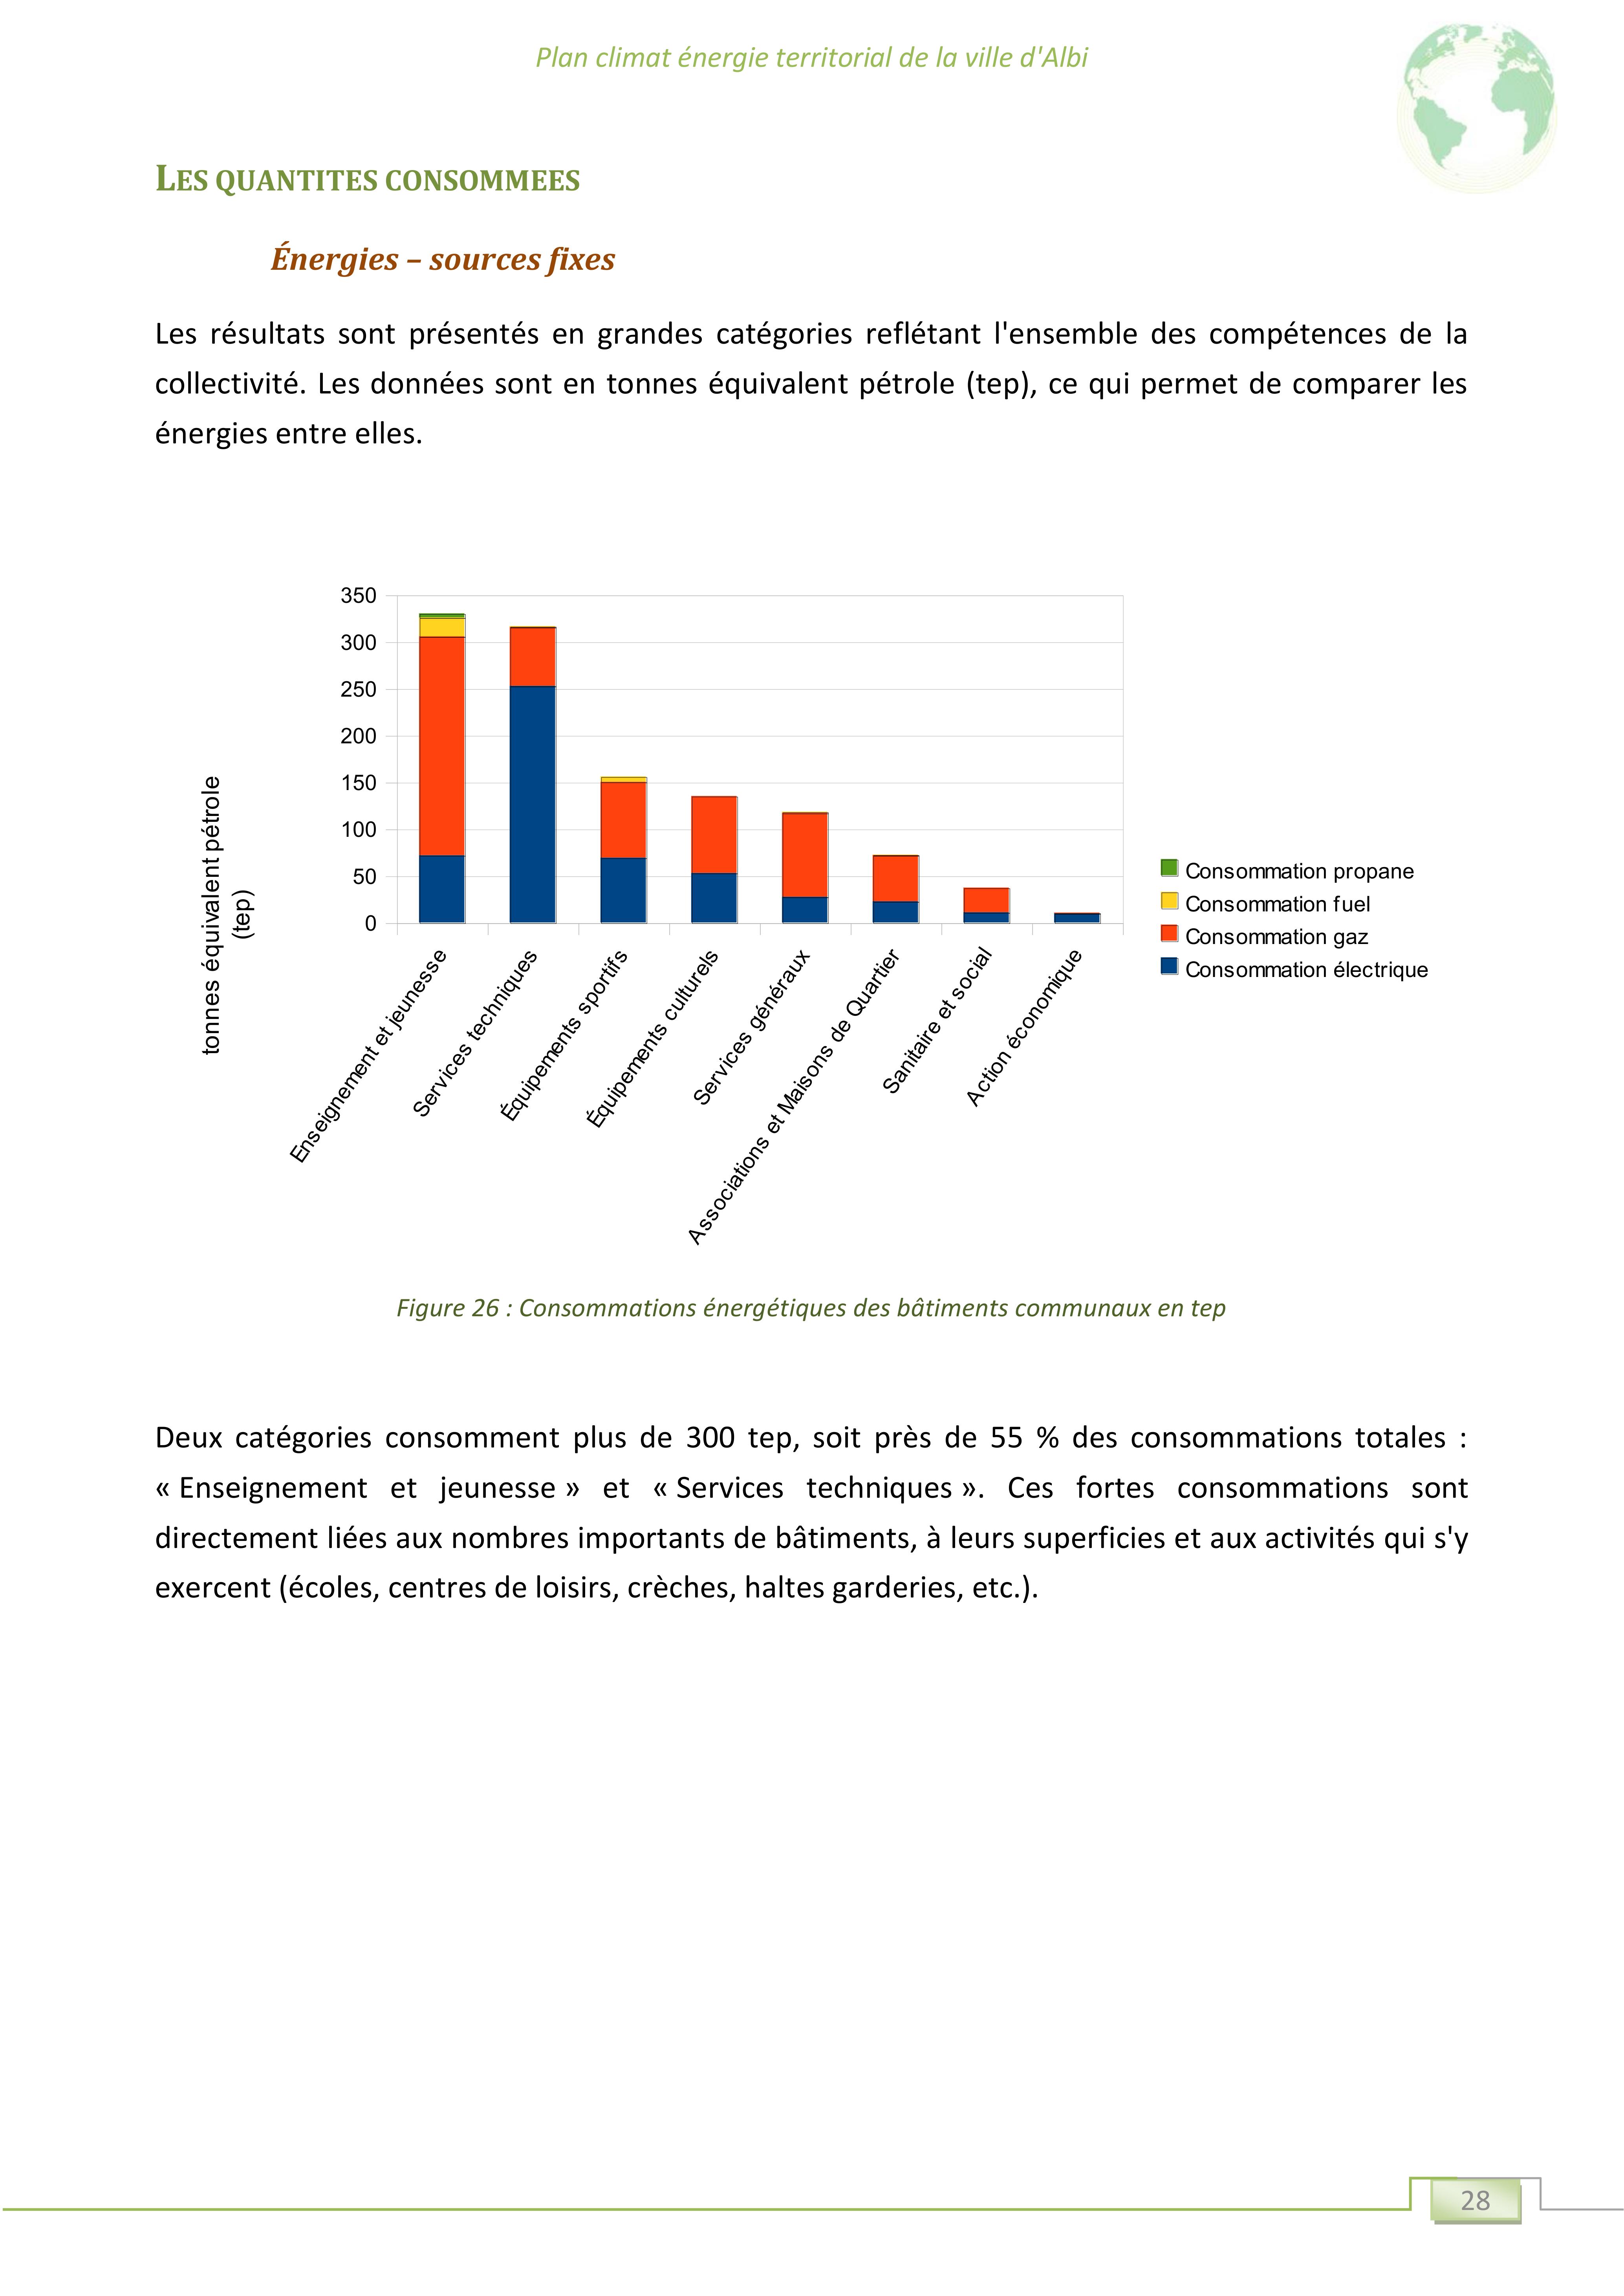 Plan climat énergie territorial de la ville d'Albi
LES QUANTITES CONSOMMEES
Énergies – sources fixes
Les résultats sont présentés en grandes catégories reflétant l'ensemble des compétences de la
collectivité. Les données sont en tonnes équivalent pétrole (tep), ce qui permet de comparer les
énergies entre elles.
350
300
250
200
150
100
50
0
tonnes équivalent pétrole
(tep)
Enseignement et jeunesse
Services techniques
Équipements sportifs
Équipements culturels
Services généraux
Associations et Maisons de Quartier
Sanitaire et social
Action économique
Consommation propane
Consommation fuel
Consommation gaz
Consommation électrique
Figure 26 : Consommations énergétiques des bâtiments communaux en tep
Deux catégories consomment plus de 300 tep, soit près de 55 % des consommations totales :
« Enseignement et jeunesse » et « Services techniques ». Ces fortes consommations sont
directement liées aux nombres importants de bâtiments, à leurs superficies et aux activités qui s'y
exercent (écoles, centres de loisirs, crèches, haltes garderies, etc.).
28